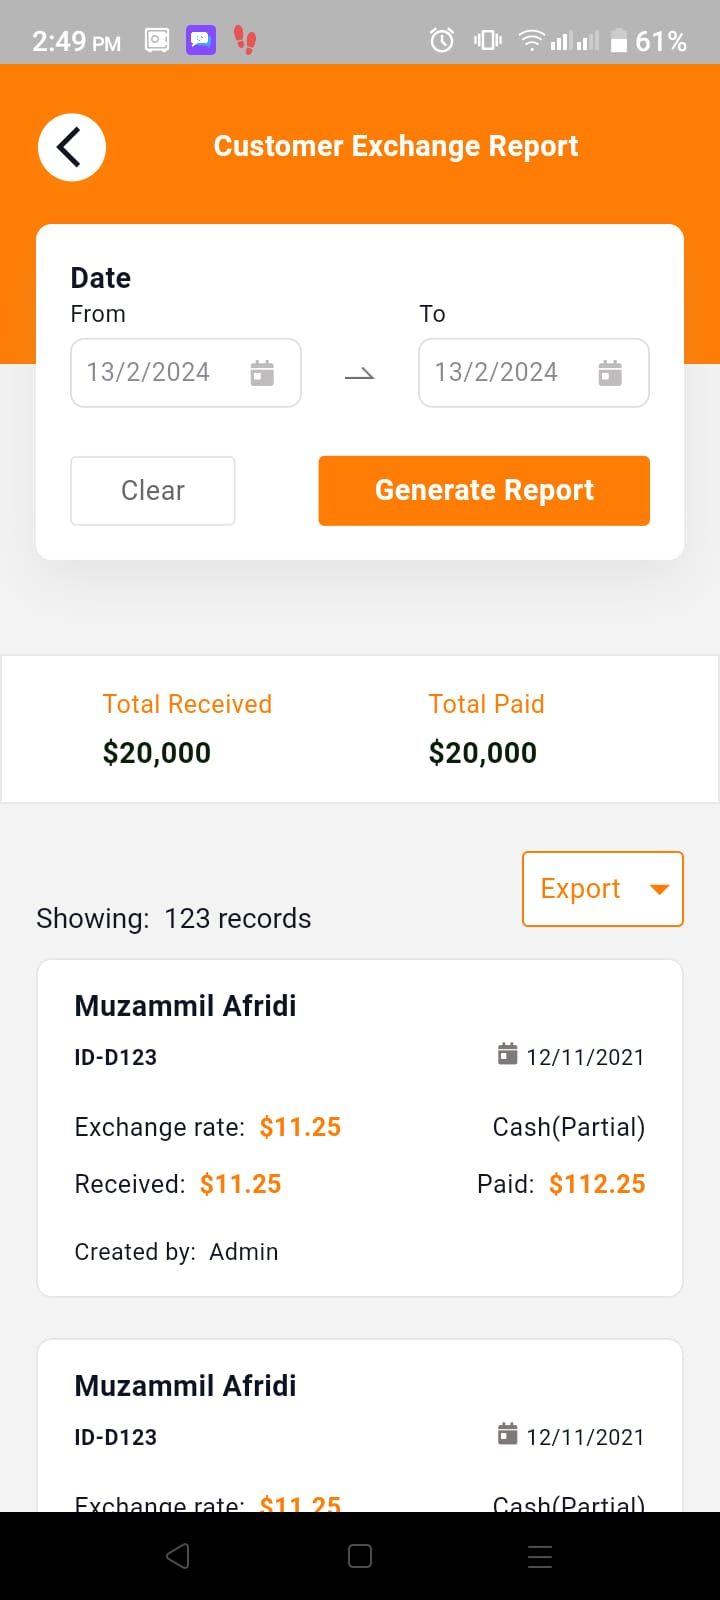 2:49 PM 61%
Customer Exchange Report
Date
From To
13/2/2024 13/2/2024
Clear Generate Report
Total Received Total Paid
$20,000 $20,000
Export
Showing: 123 records
Muzammil Afridi
ID-D123 12/11/2021
Exchange rate: $11.25 Cash(Partial)
Received: $11.25 Paid: $112.25
Created by: Admin
Muzammil Afridi
ID-D123 12/11/2021
Exchange rate: $11.25 Cash(Partial)